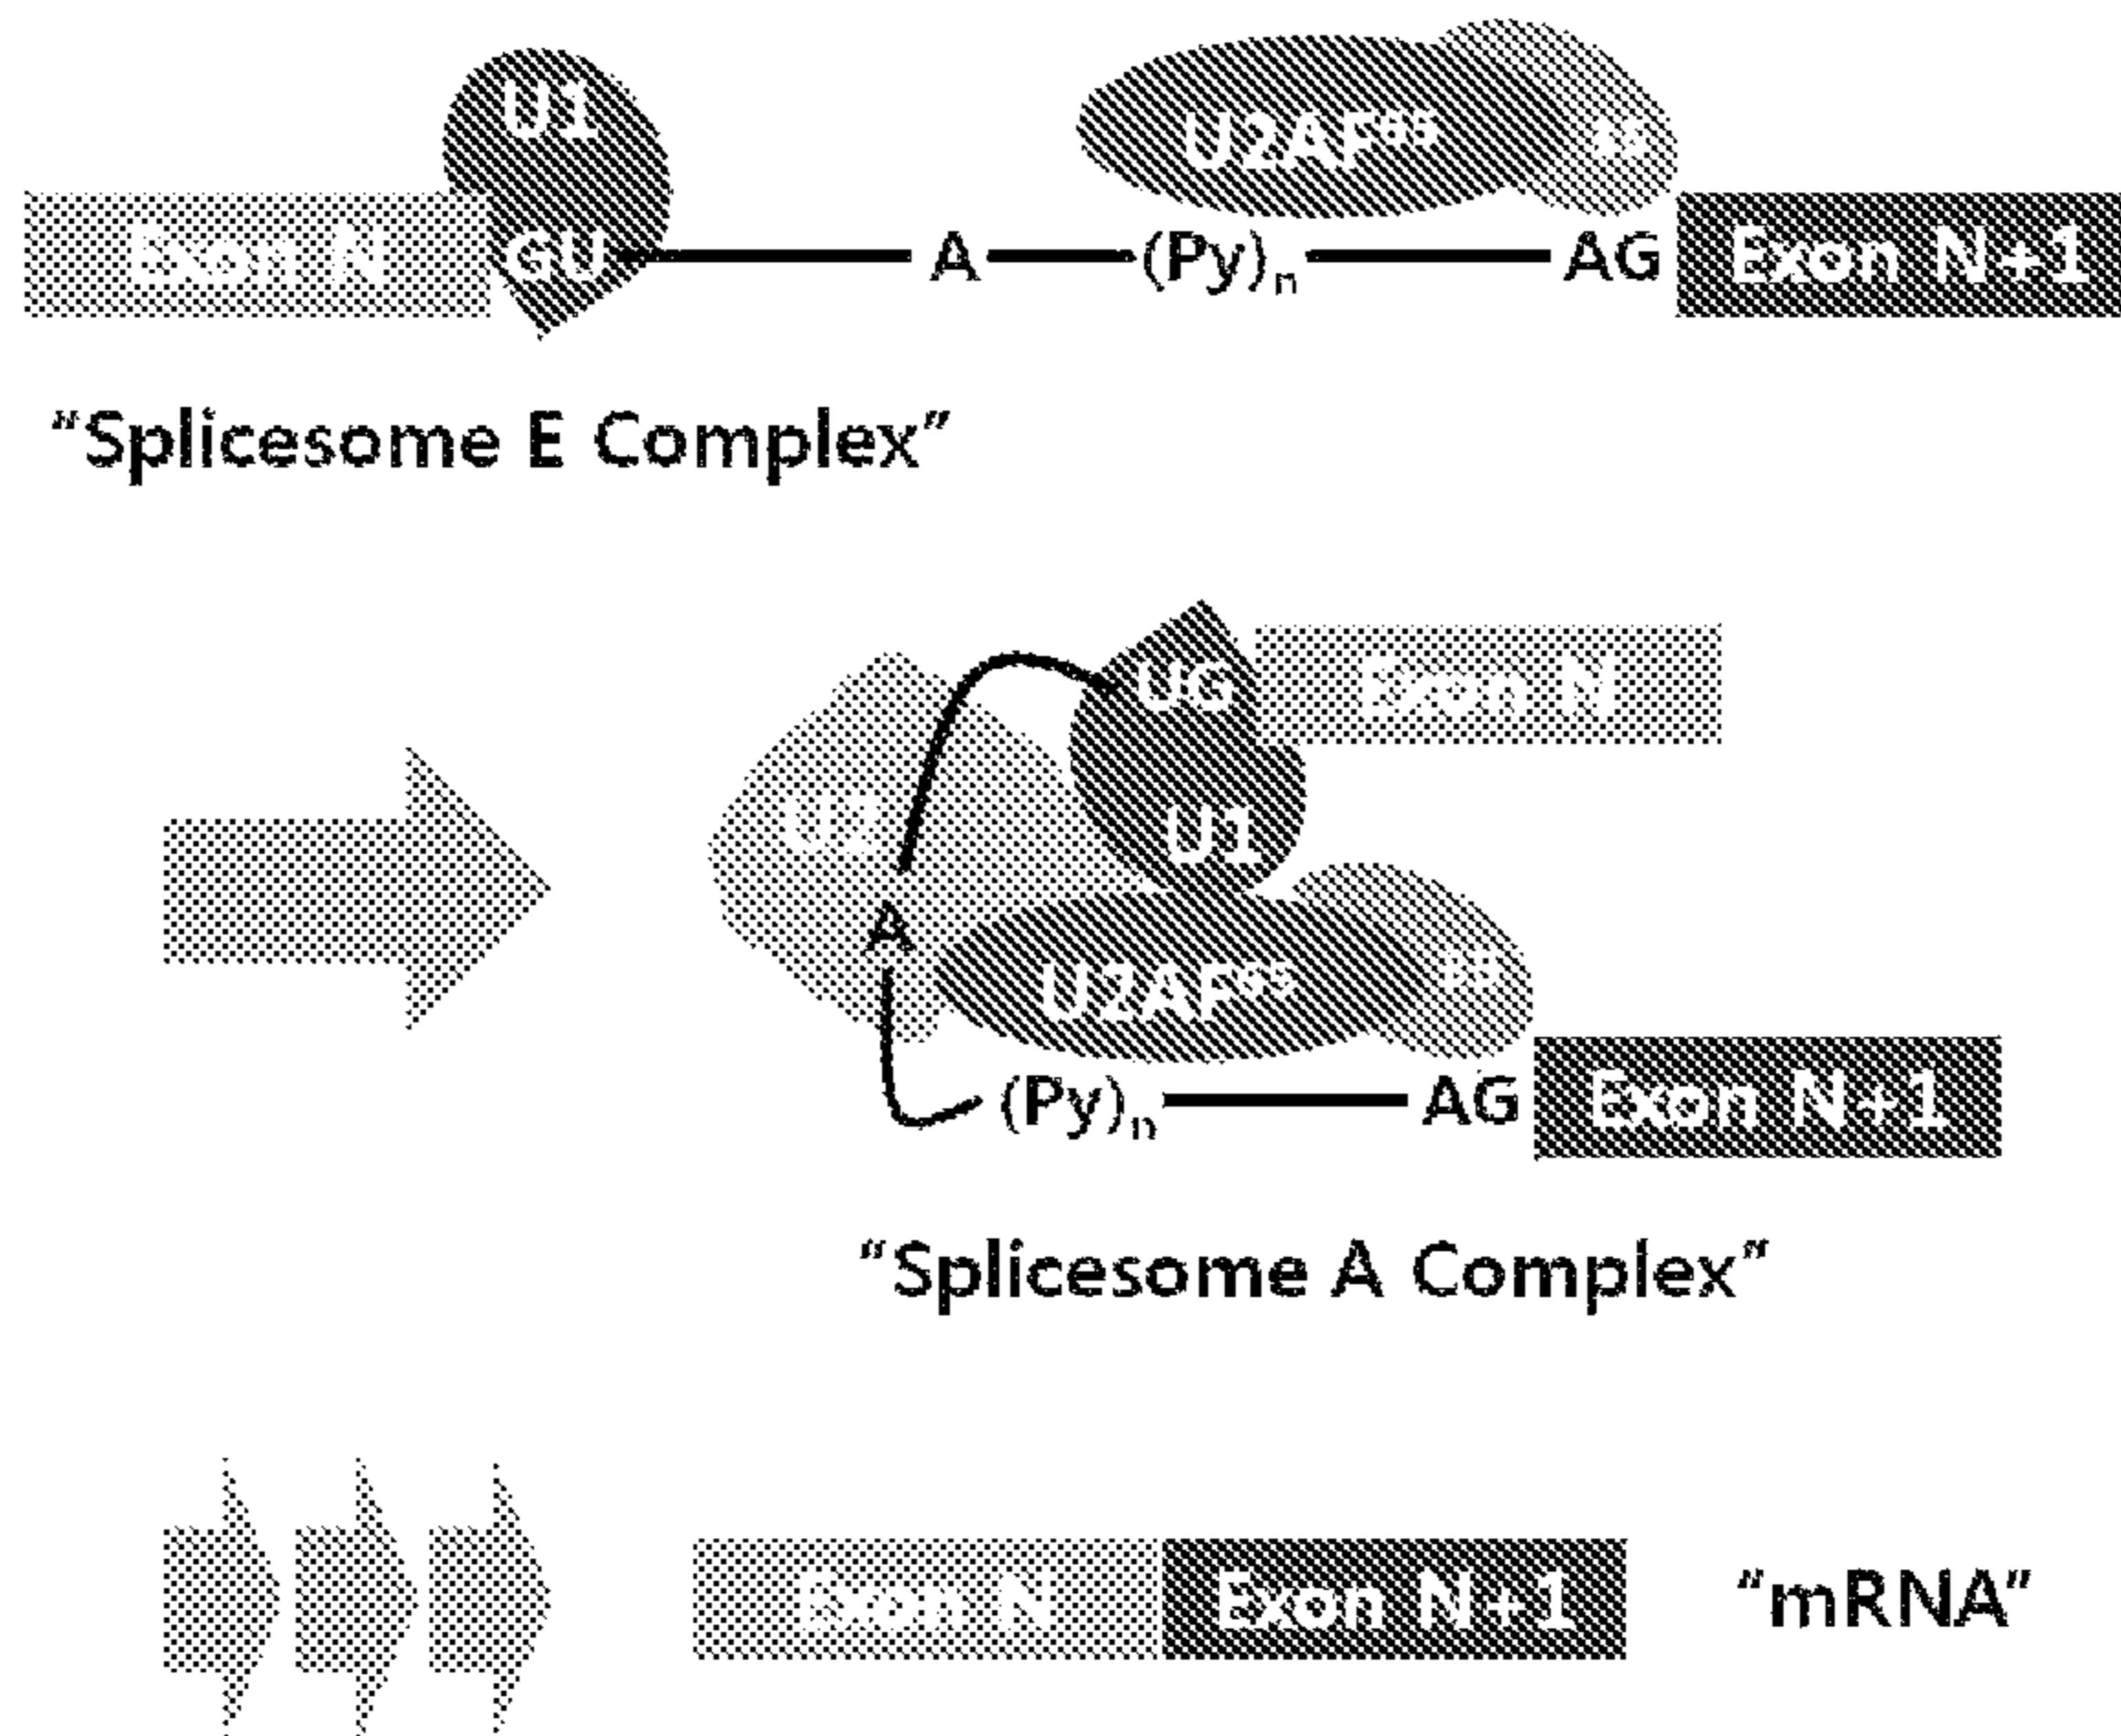 U1
U2AF⁶⁵
Exon N
GU
A
(Py)ₙ
AG
Exon N+1
"Splicesome E Complex"
UG
Exon N
U2
U1
A
U2AF⁶⁵
(Py)ₙ
AG
Exon N+1
"Splicesome A Complex"
Exon N
Exon N+1
"mRNA"